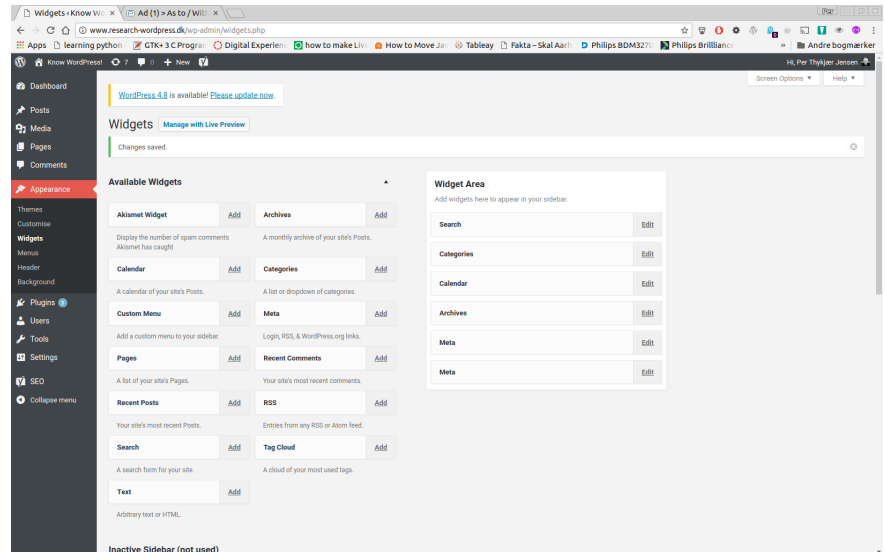 Widgets ‹ Know We
Ad (1) > As to / With
Per
www.research-wordpress.dk/wp-admin/widgets.php
Apps learning python GTK+ 3 C Program Digital Experien how to make Live How to Move Jav Tableay Fakta – Skal Aarh Philips BDM3270 Philips Brilliance » Andre bogmærker
Know WordPress! 7 0 + New Hi, Per Thykjær Jensen
Screen Options ▼ Help ▼
Dashboard
Posts
Media
Pages
Comments
Appearance
Themes
Customise
Widgets
Menus
Header
Background
Plugins 3
Users
Tools
Settings
SEO
Collapse menu
WordPress 4.8 is available! Please update now.
Widgets Manage with Live Preview
Changes saved.
Available Widgets
Akismet Widget Add Archives Add
Display the number of spam comments A monthly archive of your site's Posts.
Akismet has caught
Calendar Add Categories Add
A calendar of your site's Posts. A list or dropdown of categories.
Custom Menu Add Meta Add
Add a custom menu to your sidebar. Login, RSS, & WordPress.org links.
Pages Add Recent Comments Add
A list of your site's Pages. Your site's most recent comments.
Recent Posts Add RSS Add
Your site's most recent Posts. Entries from any RSS or Atom feed.
Search Add Tag Cloud Add
A search form for your site. A cloud of your most used tags.
Text Add
Arbitrary text or HTML.
Inactive Sidebar (not used)
Widget Area
Add widgets here to appear in your sidebar.
Search Edit
Categories Edit
Calendar Edit
Archives Edit
Meta Edit
Meta Edit